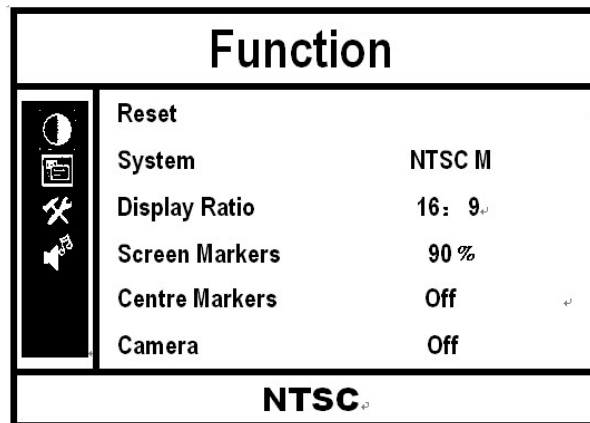 Function
Reset
System NTSC M
Display Ratio 16： 9
Screen Markers 90 %
Centre Markers Off
Camera Off
NTSC